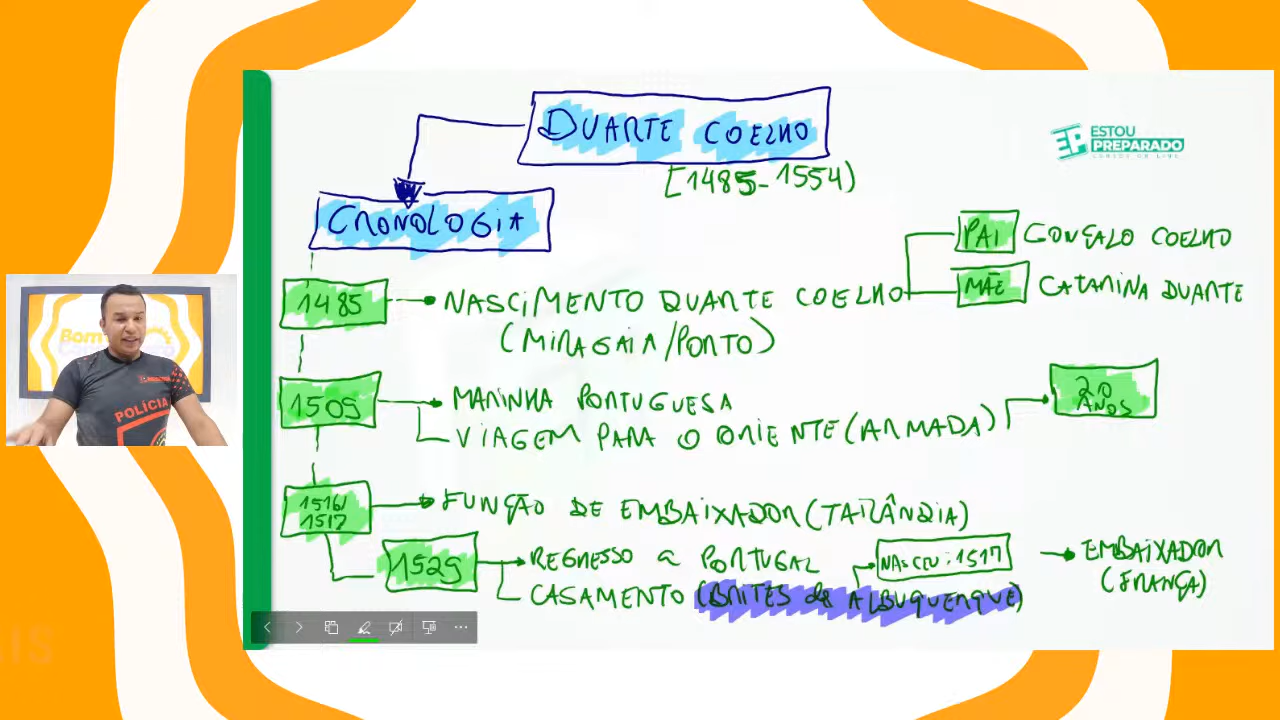 DUARTE COELHO
[1485-1554)
ESTOU
PREPARADO
CRONOLOGIA
PAI GONÇALO COELHO
MÃE CATARINA DUARTE
1485 NASCIMENTO DUARTE COELHO
(MIRAGAIA/PORTO)
1509 MARINHA PORTUGUESA
VIAGEM PARA O ORIENTE (ARMADA)
20
ANOS
1516/
1517
FUNÇÃO DE EMBAIXADOR (TAILÂNDIA)
1529 REGRESSO A PORTUGAL
NASCEU: 1517
EMBAIXADOR
(FRANÇA)
CASAMENTO (BRITES DE ALBUQUERQUE)
POLÍCIA